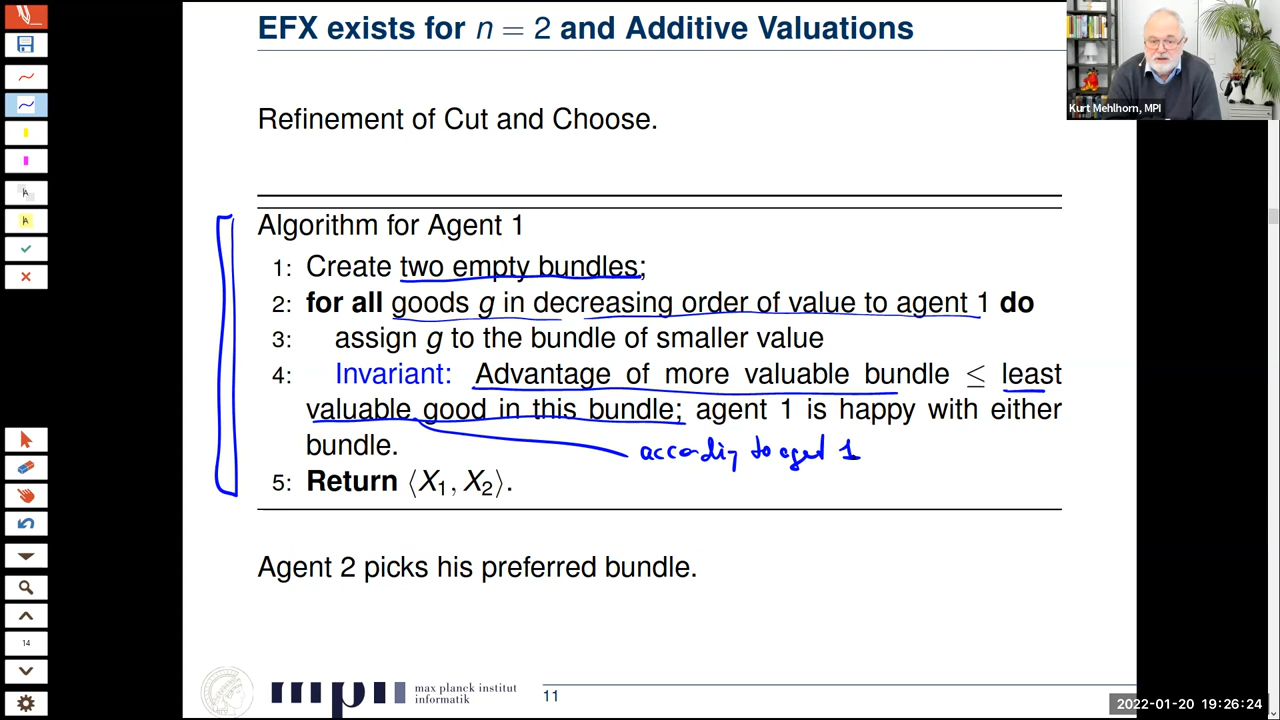 EFX exists for n = 2 and Additive Valuations
Kurt Mehlhorn, MPI
Refinement of Cut and Choose.
Algorithm for Agent 1
1: Create two empty bundles;
2: for all goods g in decreasing order of value to agent 1 do
3: assign g to the bundle of smaller value
4: Invariant: Advantage of more valuable bundle ≤ least
valuable good in this bundle; agent 1 is happy with either
bundle.
accordig to aget 1
5: Return ⟨X₁, X₂⟩.
Agent 2 picks his preferred bundle.
14
max planck institut
informatik
11
2022-01-20 19:26:24